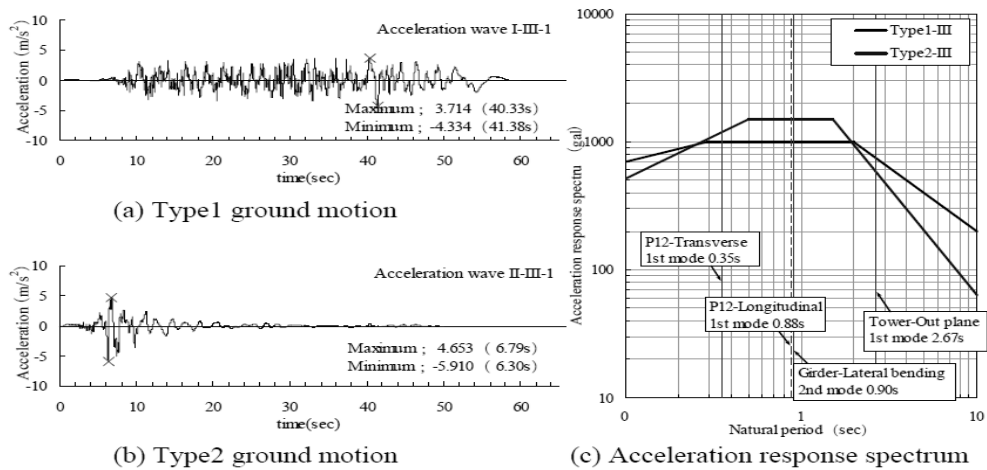 Acceleration wave I-III-1
Acceleration (m/s²)
10
5
0
-5
-10
Maximum ; 3.714 (40.33s)
Minimum ; -4.334 (41.38s)
0 10 20 30 40 50 60
time(sec)
(a) Type1 ground motion
Acceleration wave II-III-1
Acceleration (m/s²)
10
5
0
-5
-10
Maximum ; 4.653 ( 6.79s)
Minimum ; -5.910 ( 6.30s)
0 10 20 30 40 50 60
time(sec)
(b) Type2 ground motion
10000
1000
100
10
Acceleration response spectru (gal)
Type1-III
Type2-III
P12-Transverse
1st mode 0.35s
P12-Longitudinal
1st mode 0.88s
Tower-Out plane
1st mode 2.67s
Girder-Lateral bending
2nd mode 0.90s
0 1 10
Natural period (sec)
(c) Acceleration response spectrum